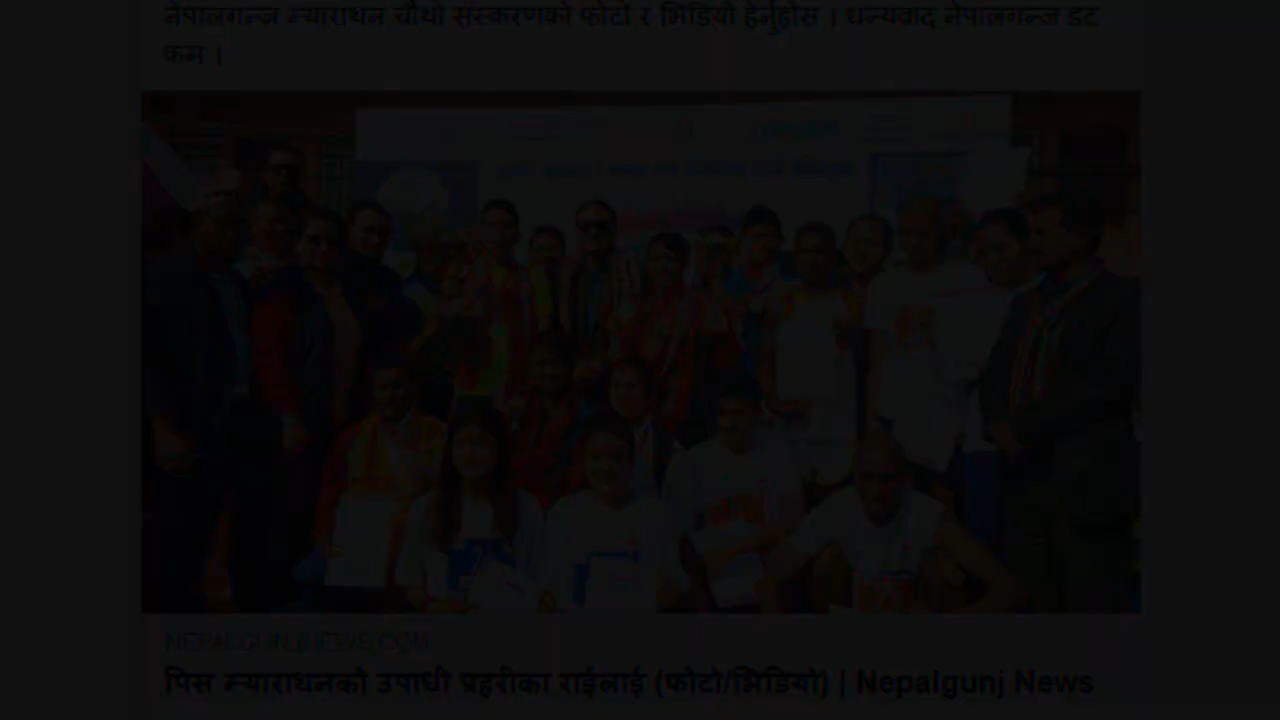 नेपालगन्ज म्याराथन चौथो संस्करणको फोटो र भिडियो हेर्नुहोस । धन्यवाद नेपालगन्ज डट
कम ।
NEPALGUNJNEWS.COM
पिस म्याराथनको उपाधी प्रहरीका राईलाई (फोटो/भिडियो) | Nepalgunj News